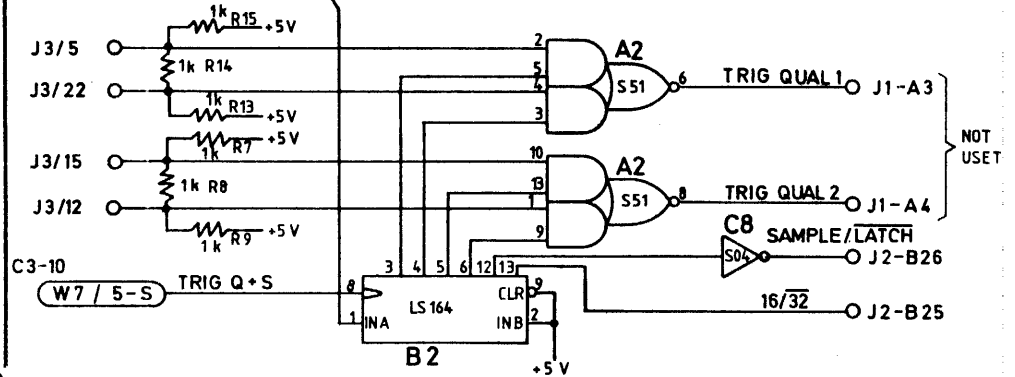 1k R15 +5V
J3/5
2
A2
1k R14
5
S51
6
TRIG QUAL 1
J1-A3
J3/22
4
1k R13 +5V
3
NOT
USET
+5V
1k R7
J3/15
10
A2
1k R8
13
S51
8
TRIG QUAL 2
J3/12
1
J1-A4
1k R9 +5V
9
C8
SAMPLE/LATCH
S04
J2-B26
C3-10
3 4 5 6 12 13
W7 / 5-S
TRIG Q+S
8
CLR
9
LS164
16/32
J2-B25
1
INA
INB
2
B2
+5V